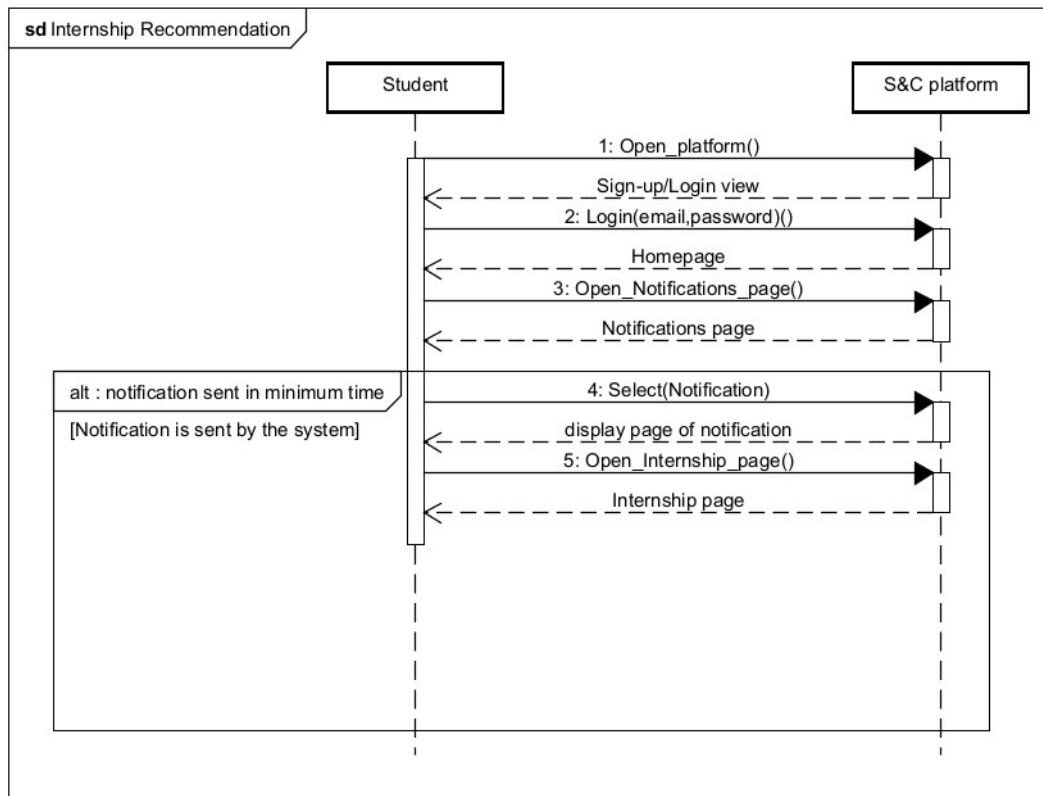 sd Internship Recommendation
Student
S&C platform
1: Open_platform()
Sign-up/Login view
2: Login(email,password)()
Homepage
3: Open_Notifications_page()
Notifications page
alt : notification sent in minimum time
4: Select(Notification)
[Notification is sent by the system]
display page of notification
5: Open_Internship_page()
Internship page